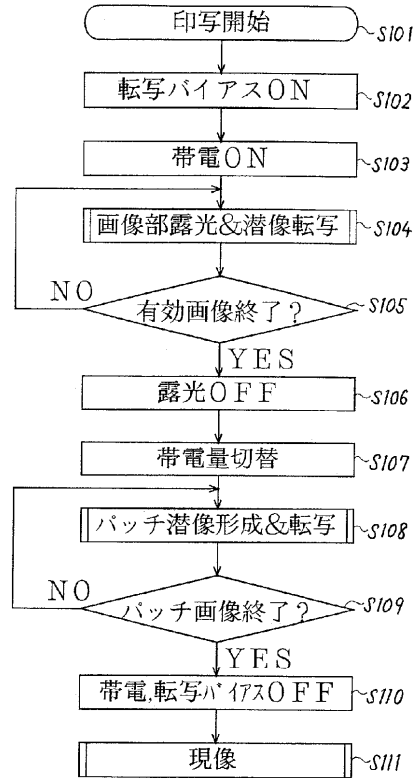 印写開始 S101
転写バイアスON S102
帯電ON S103
画像部露光&潜像転写 S104
NO
有効画像終了? S105
YES
露光OFF S106
帯電量切替 S107
パッチ潜像形成&転写 S108
NO
パッチ画像終了? S109
YES
帯電,転写バイアスOFF S110
現像 S111